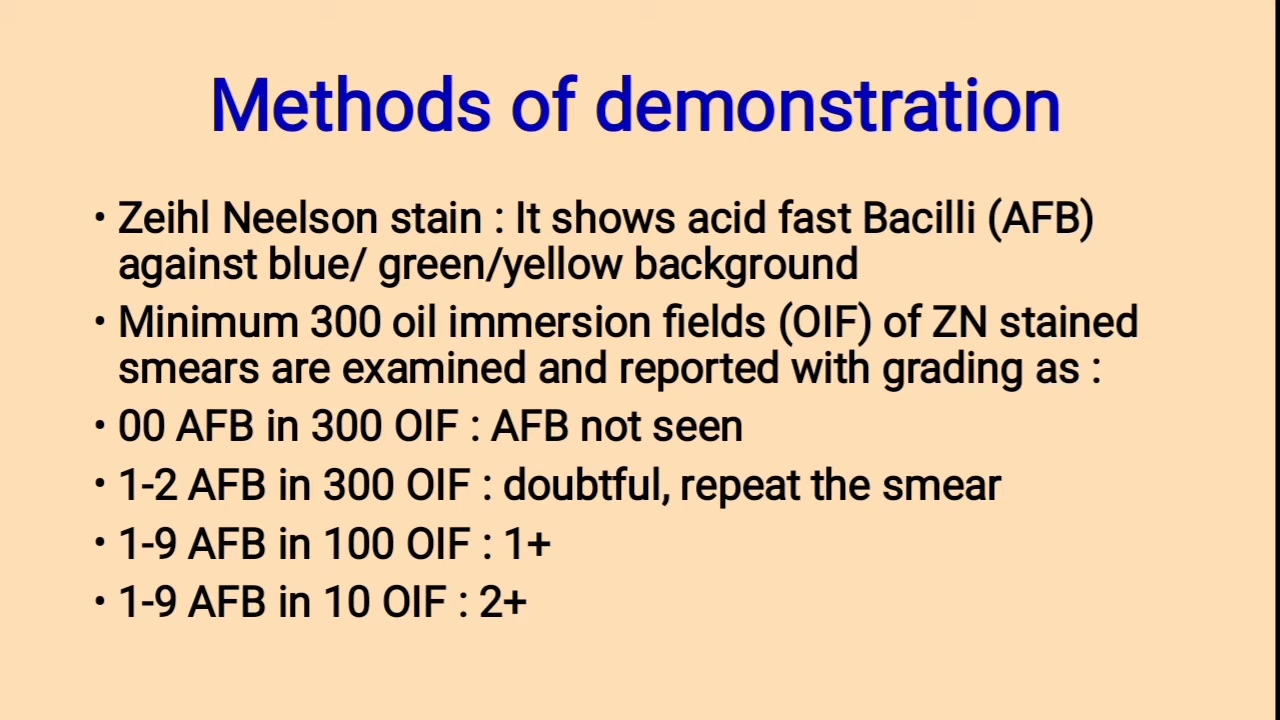 Methods of demonstration
• Zeihl Neelson stain : It shows acid fast Bacilli (AFB)
against blue/ green/yellow background
• Minimum 300 oil immersion fields (OIF) of ZN stained
smears are examined and reported with grading as :
• 00 AFB in 300 OIF : AFB not seen
• 1-2 AFB in 300 OIF : doubtful, repeat the smear
• 1-9 AFB in 100 OIF : 1+
• 1-9 AFB in 10 OIF : 2+